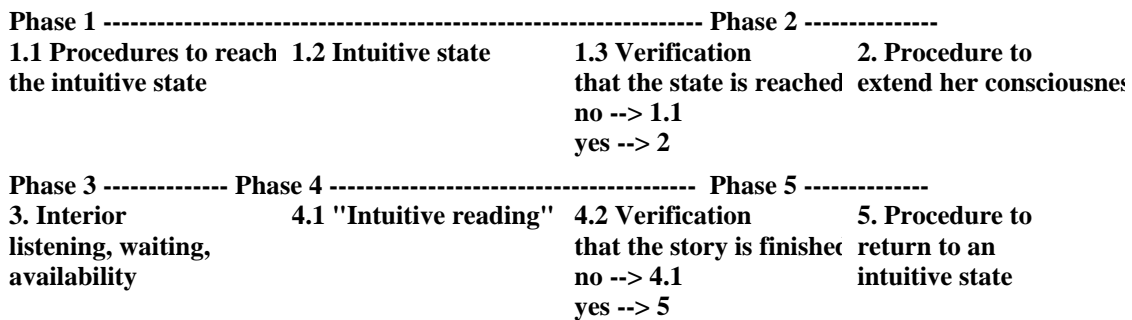 Phase 1 ---------------------------------------------------------------- Phase 2 ---------------
1.1 Procedures to reach 1.2 Intuitive state 1.3 Verification 2. Procedure to
the intuitive state that the state is reached extend her consciousnes
no --> 1.1
yes --> 2
Phase 3 -------------- Phase 4 --------------------------------------- Phase 5 --------------
3. Interior 4.1 "Intuitive reading" 4.2 Verification 5. Procedure to
listening, waiting, that the story is finished return to an
availability no --> 4.1 intuitive state
yes --> 5